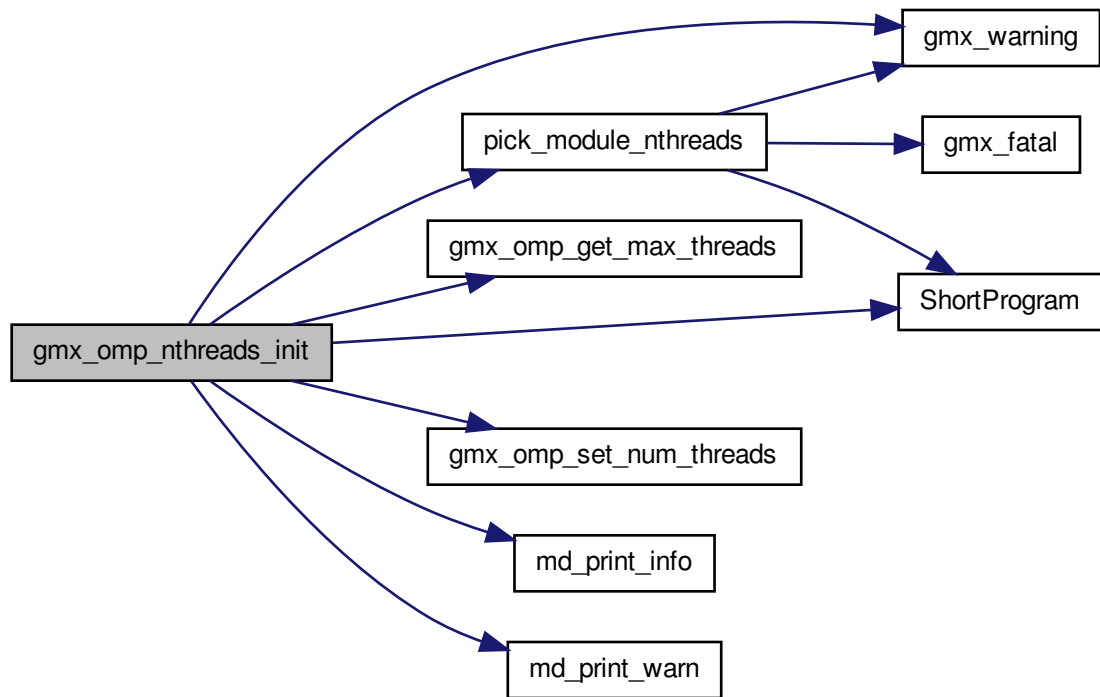 gmx_warning
pick_module_nthreads
gmx_fatal
gmx_omp_get_max_threads
ShortProgram
gmx_omp_nthreads_init
gmx_omp_set_num_threads
md_print_info
md_print_warn